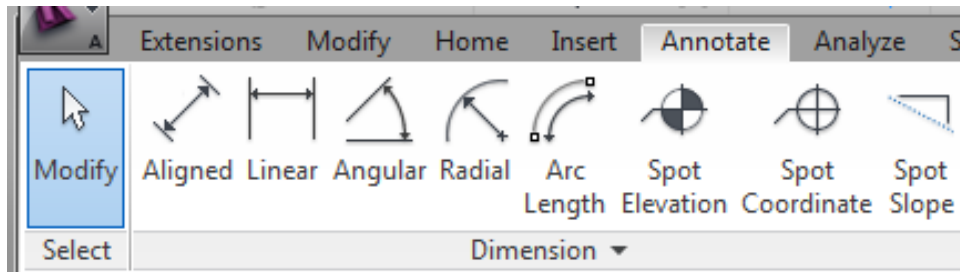 A
Extensions Modify Home Insert Annotate Analyze S
Modify Aligned Linear Angular Radial Arc Length Spot Elevation Spot Coordinate Spot Slope
Select Dimension